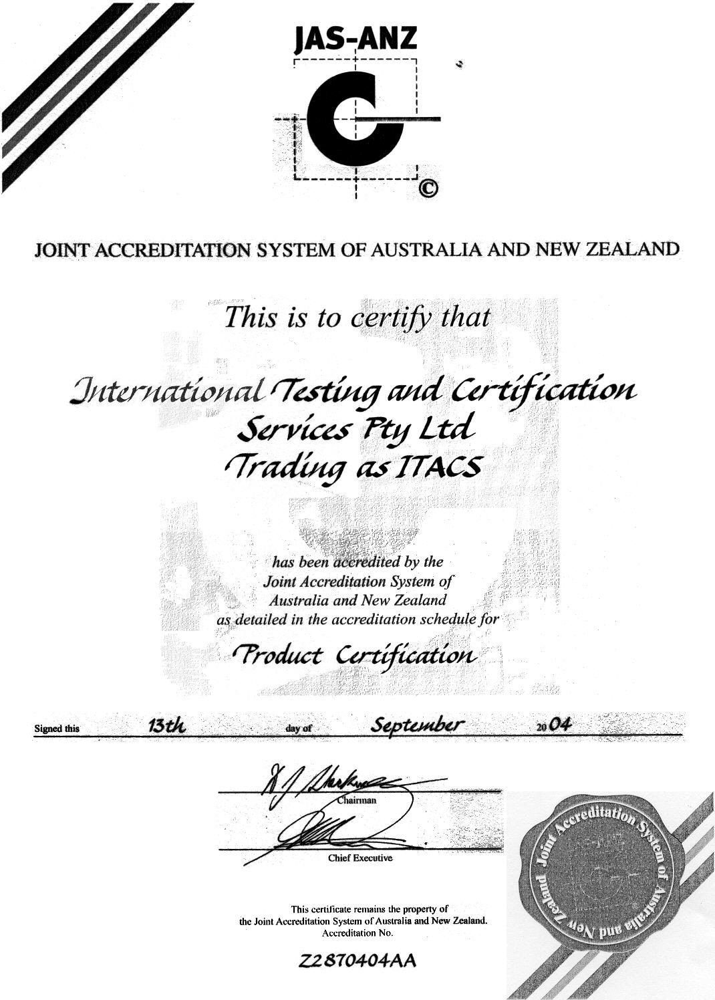 JAS-ANZ
©
JOINT ACCREDITATION SYSTEM OF AUSTRALIA AND NEW ZEALAND
This is to certify that
International Testing and Certification
Services Pty Ltd
Trading as ITACS
has been accredited by the
Joint Accreditation System of
Australia and New Zealand
as detailed in the accreditation schedule for
Product Certification
Signed this 13th day of September 2004
Chairman
Chief Executive
Joint Accreditation System of Australia and New Zealand
This certificate remains the property of
the Joint Accreditation System of Australia and New Zealand.
Accreditation No.
Z2870404AA